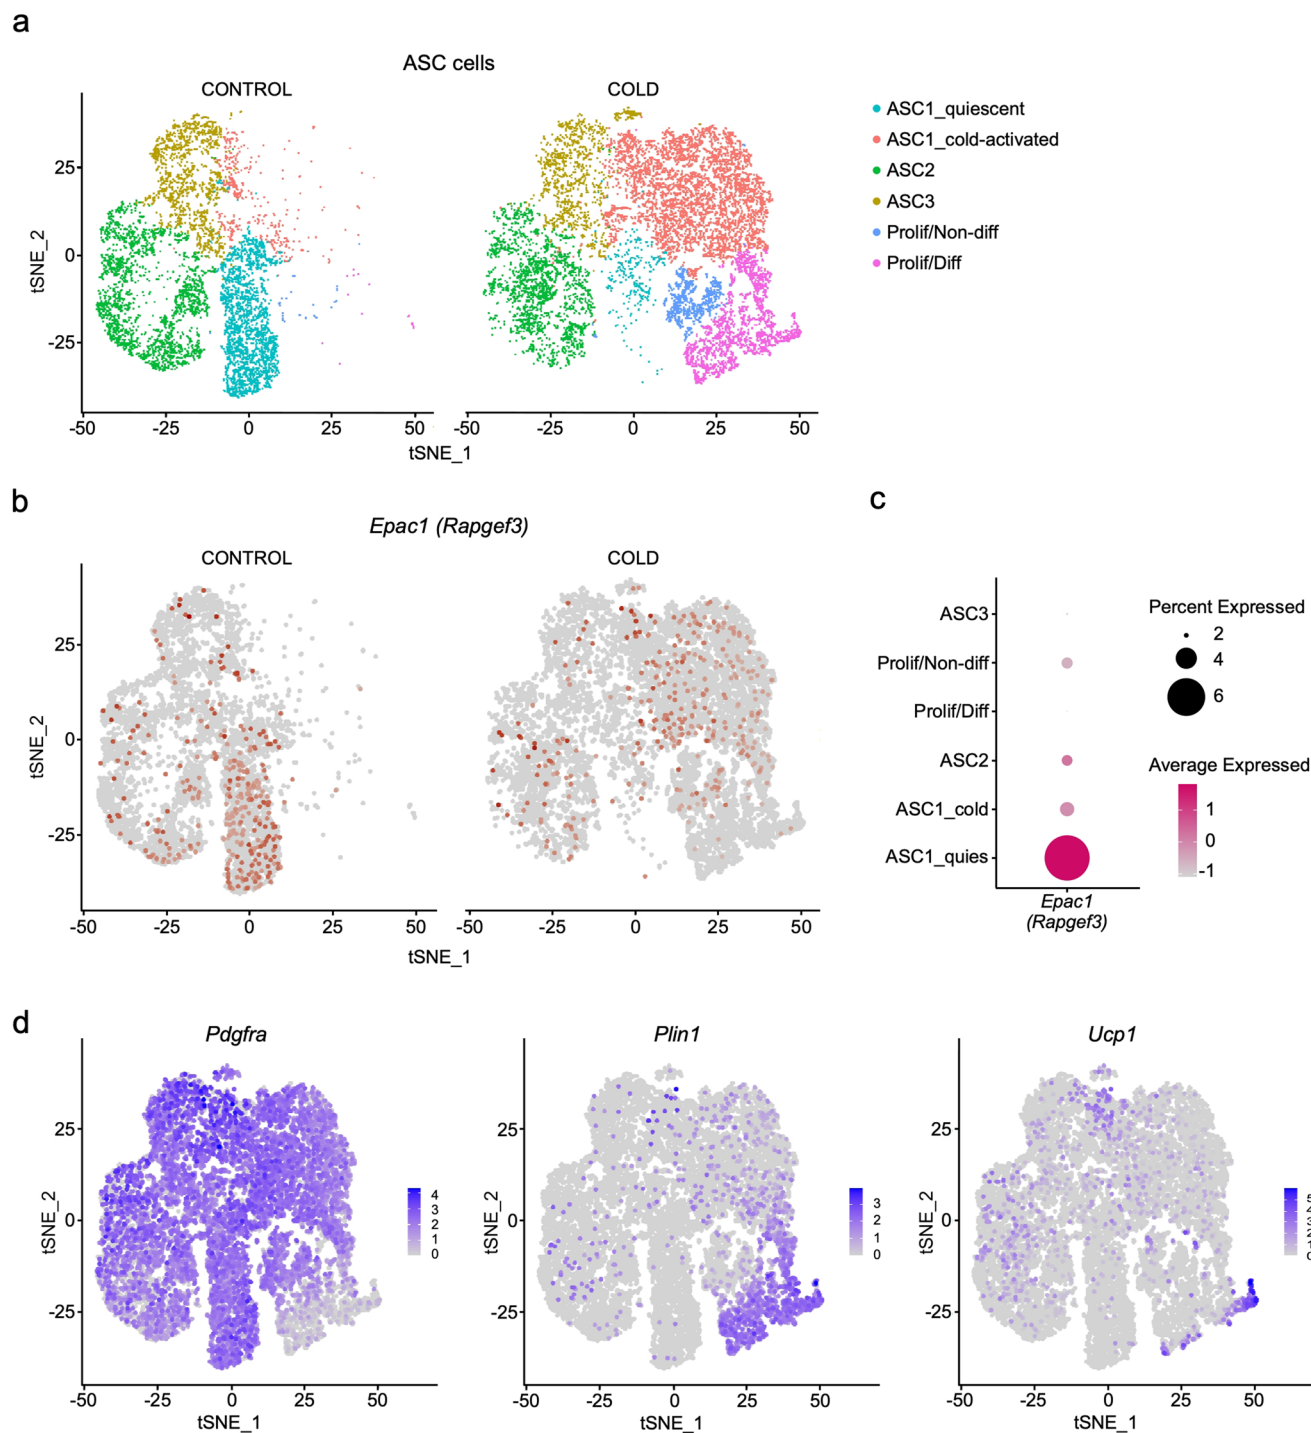 a
ASC cells
CONTROL
COLD
25
0
-25
tSNE_2
-50
-25
0
25
50
-50
-25
0
25
50
tSNE_1
ASC1_quiescent
ASC1_cold-activated
ASC2
ASC3
Prolif/Non-diff
Prolif/Diff
b
Epac1 (Rapgef3)
CONTROL
COLD
25
0
-25
tSNE_2
-50
-25
0
25
50
-50
-25
0
25
50
tSNE_1
c
ASC3
Prolif/Non-diff
Prolif/Diff
ASC2
ASC1_cold
ASC1_quies
Epac1
(Rapgef3)
Percent Expressed
2
4
6
Average Expressed
1
0
-1
d
Pdgfra
25
0
-25
tSNE_2
-50
-25
0
25
50
tSNE_1
4
3
2
1
0
Plin1
25
0
-25
tSNE_2
-50
-25
0
25
50
tSNE_1
3
2
1
0
Ucp1
25
0
-25
tSNE_2
-50
-25
0
25
50
tSNE_1